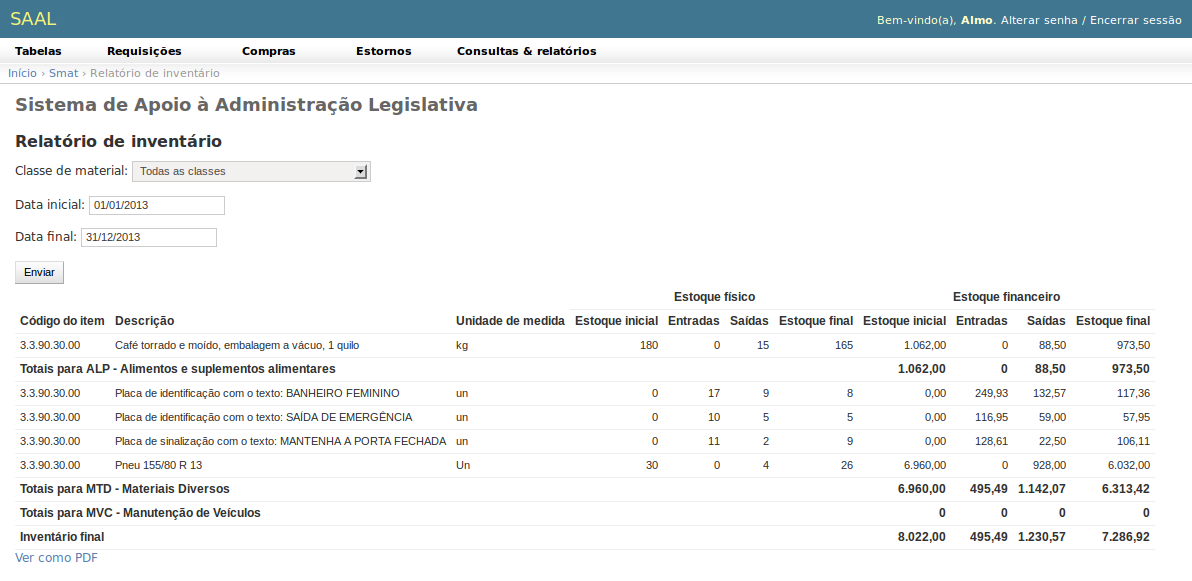 SAAL
Bem-vindo(a), Almo. Alterar senha / Encerrar sessão
Tabelas Requisições Compras Estornos Consultas & relatórios
Início › Smat › Relatório de inventário
Sistema de Apoio à Administração Legislativa
Relatório de inventário
Classe de material: Todas as classes
Data inicial: 01/01/2013
Data final: 31/12/2013
Enviar
Estoque físico Estoque financeiro
Código do item Descrição Unidade de medida Estoque inicial Entradas Saídas Estoque final Estoque inicial Entradas Saídas Estoque final
3.3.90.30.00 Café torrado e moído, embalagem a vácuo, 1 quilo kg 180 0 15 165 1.062,00 0 88,50 973,50
Totais para ALP - Alimentos e suplementos alimentares 1.062,00 0 88,50 973,50
3.3.90.30.00 Placa de identificação com o texto: BANHEIRO FEMININO un 0 17 9 8 0,00 249,93 132,57 117,36
3.3.90.30.00 Placa de identificação com o texto: SAÍDA DE EMERGÊNCIA un 0 10 5 5 0,00 116,95 59,00 57,95
3.3.90.30.00 Placa de sinalização com o texto: MANTENHA A PORTA FECHADA un 0 11 2 9 0,00 128,61 22,50 106,11
3.3.90.30.00 Pneu 155/80 R 13 Un 30 0 4 26 6.960,00 0 928,00 6.032,00
Totais para MTD - Materiais Diversos 6.960,00 495,49 1.142,07 6.313,42
Totais para MVC - Manutenção de Veículos 0 0 0 0
Inventário final 8.022,00 495,49 1.230,57 7.286,92
Ver como PDF